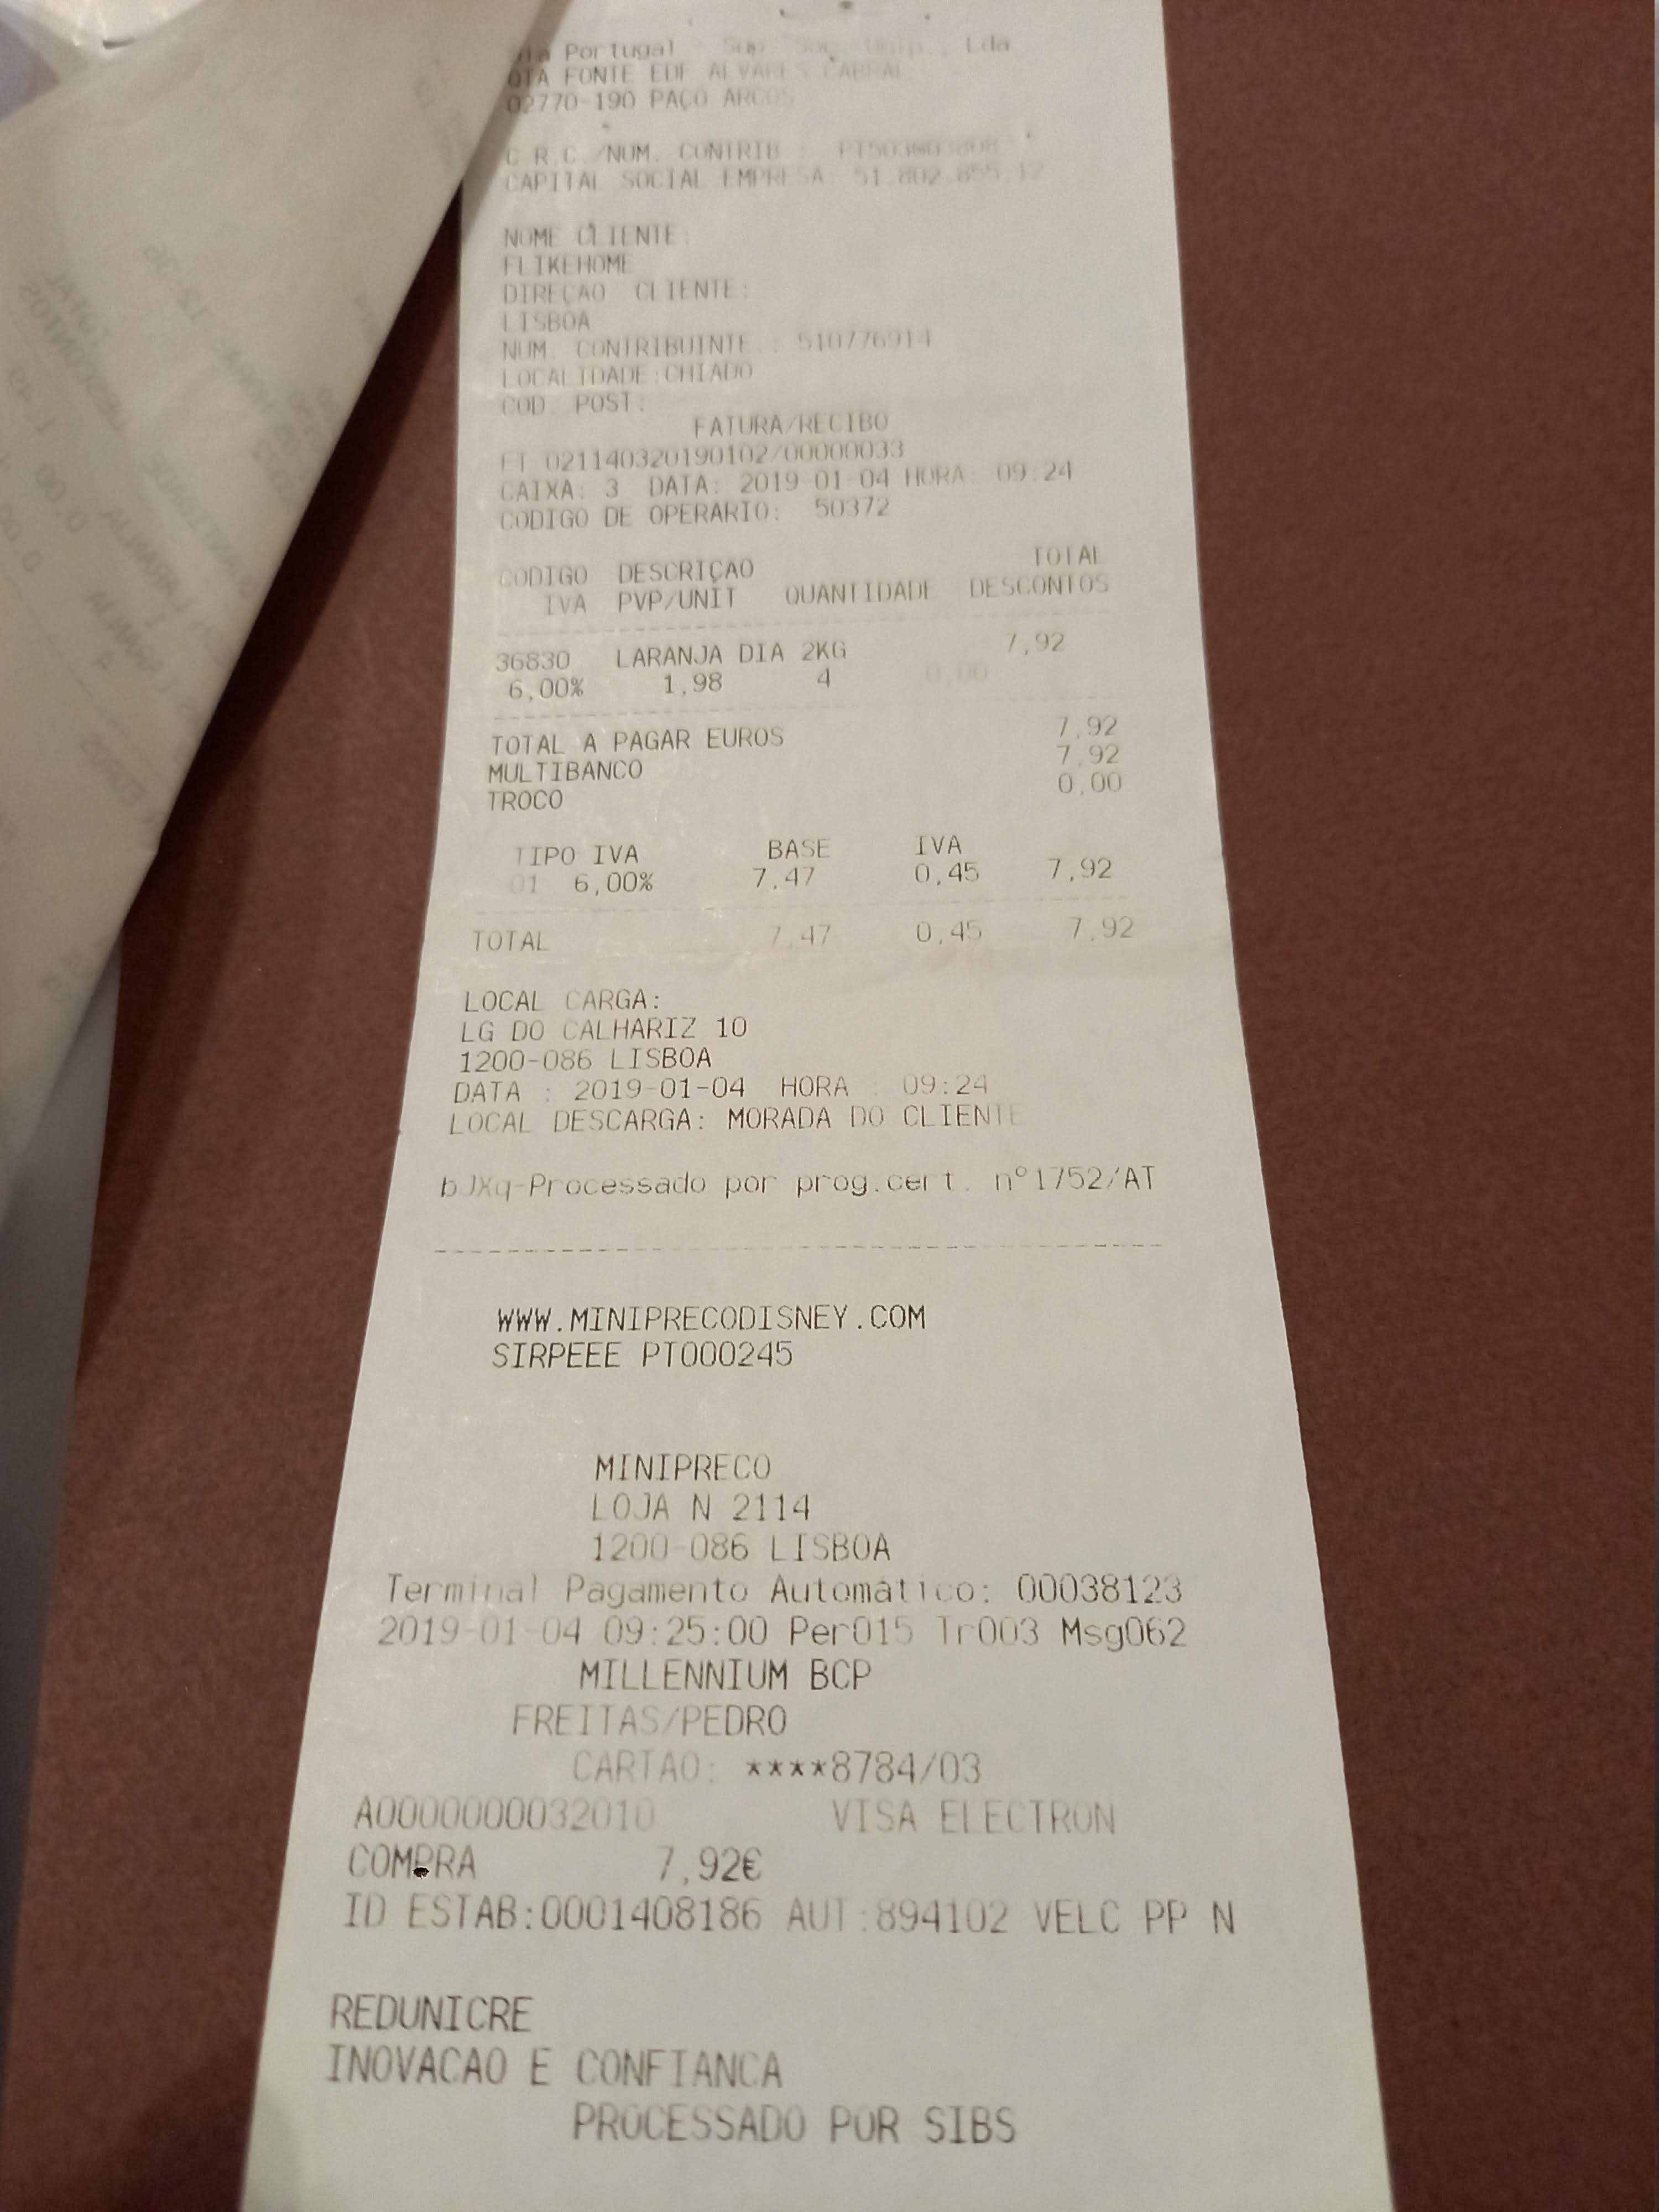 Portugal - Sup. Soc. Unip., Lda
QTA FONTE EDF ALVARES CABRAL
02770-190 PAÇO ARCOS
C.R.C./NUM. CONTRIB.:
CAPITAL SOCIAL EMPRESA: 51.802.855,12
NOME CLIENTE:
FLIKEHOME
DIREÇAO CLIENTE:
LISBOA
NUM. CONTRIBUINTE.: 510776914
LOCALIDADE:CHIADO
COD. POST:
FATURA/RECIBO
FT 021140320190102/00000033
CAIXA: 3 DATA: 2019-01-04 HORA: 09:24
CODIGO DE OPERARIO: 50372
CODIGO DESCRIÇAO TOTAL
IVA PVP/UNIT QUANTIDADE DESCONTOS
36830 LARANJA DIA 2KG 7,92
6,00% 1,98 4 0,00
TOTAL A PAGAR EUROS 7,92
MULTIBANCO 7,92
TROCO 0,00
TIPO IVA BASE IVA
01 6,00% 7,47 0,45 7,92
TOTAL 7,47 0,45 7,92
LOCAL CARGA:
LG DO CALHARIZ 10
1200-086 LISBOA
DATA : 2019-01-04 HORA : 09:24
LOCAL DESCARGA: MORADA DO CLIENTE
bJXq-Processado por prog.cert. nº1752/AT
WWW.MINIPRECODISNEY.COM
SIRPEEE PT000245
MINIPRECO
LOJA N 2114
1200-086 LISBOA
Terminal Pagamento Automático: 00038123
2019-01-04 09:25:00 Per015 Tr003 Msg062
MILLENNIUM BCP
FREITAS/PEDRO
CARTAO: ****8784/03
A0000000032010 VISA ELECTRON
COMPRA 7,92€
ID ESTAB:0001408186 AUT:894102 VELC PP N
REDUNICRE
INOVACAO E CONFIANCA
PROCESSADO POR SIBS